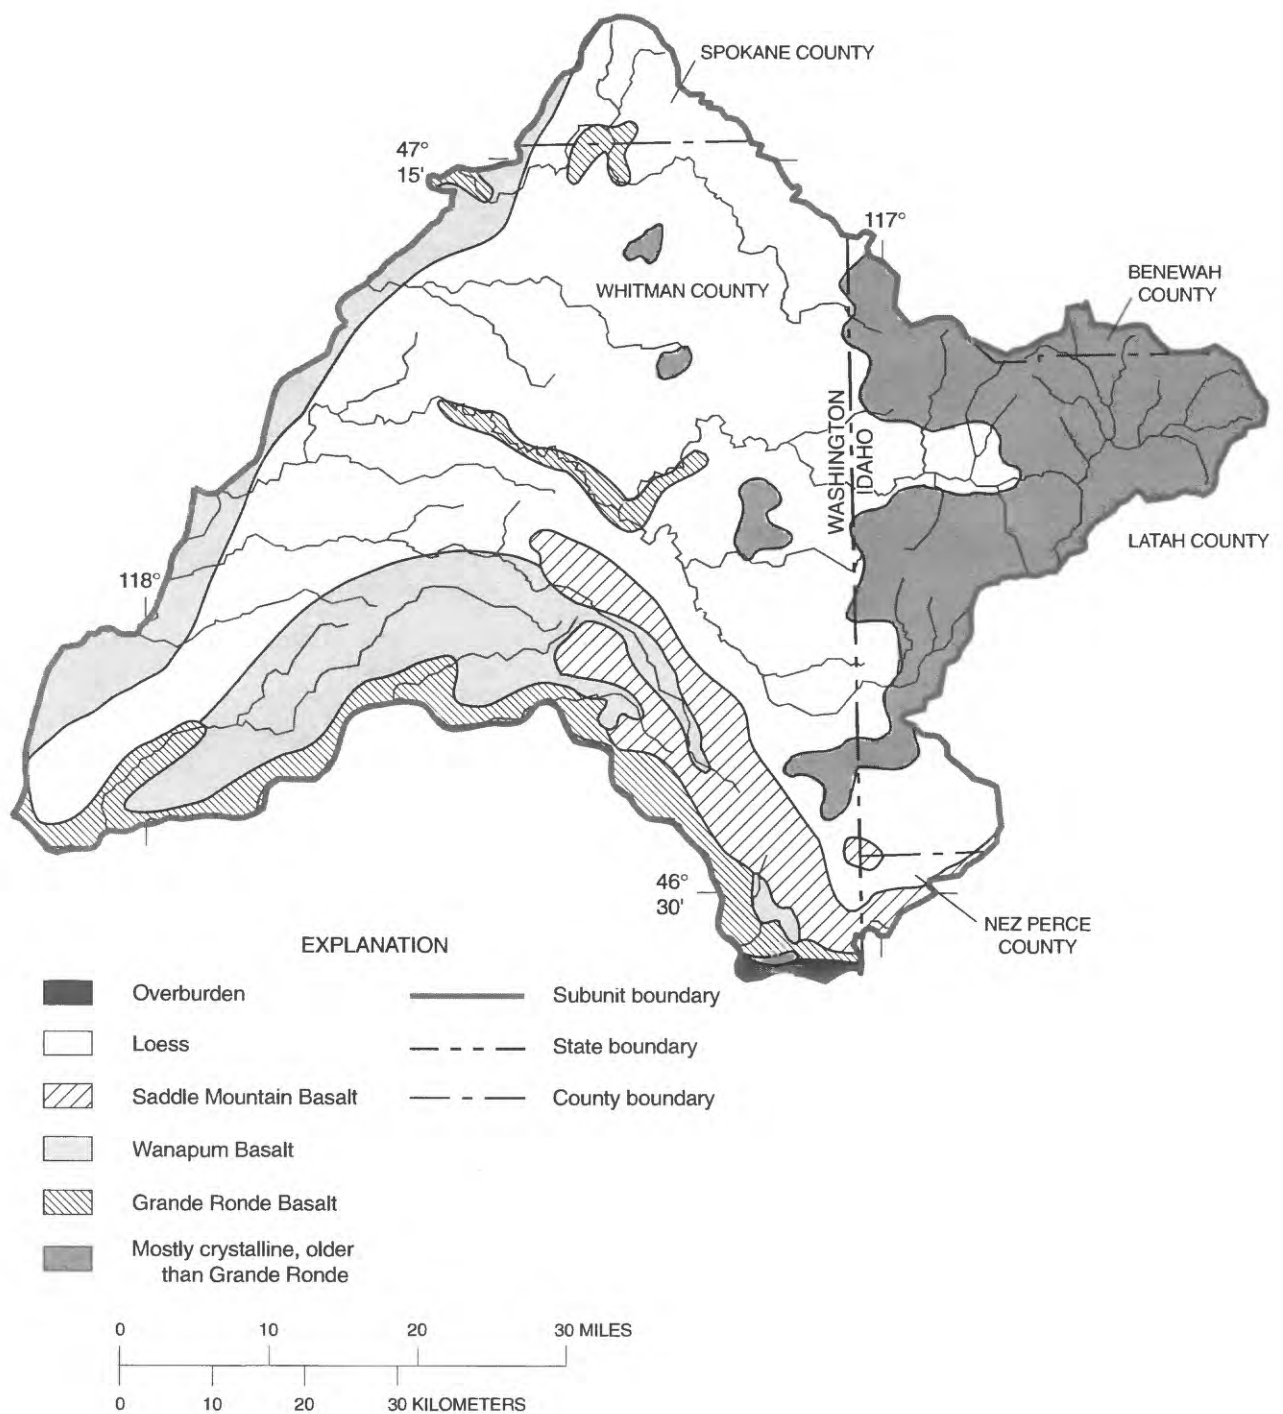 SPOKANE COUNTY
47°
15'
117°
BENEWAH
COUNTY
WHITMAN COUNTY
WASHINGTON
IDAHO
LATAH COUNTY
118°
46°
30'
NEZ PERCE
COUNTY
EXPLANATION
Overburden
Loess
Saddle Mountain Basalt
Wanapum Basalt
Grande Ronde Basalt
Mostly crystalline, older
than Grande Ronde
Subunit boundary
State boundary
County boundary
0 10 20 30 MILES
0 10 20 30 KILOMETERS